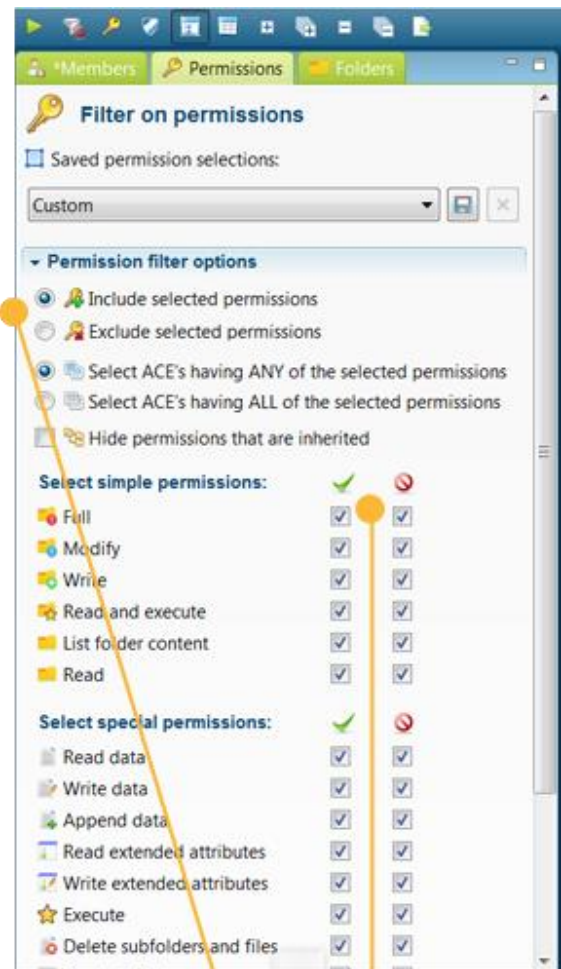 *Members Permissions Folders
Filter on permissions
Saved permission selections:
Custom
Permission filter options
Include selected permissions
Exclude selected permissions
Select ACE's having ANY of the selected permissions
Select ACE's having ALL of the selected permissions
Hide permissions that are inherited
Select simple permissions:
Full
Modify
Write
Read and execute
List folder content
Read
Select special permissions:
Read data
Write data
Append data
Read extended attributes
Write extended attributes
Execute
Delete subfolders and files